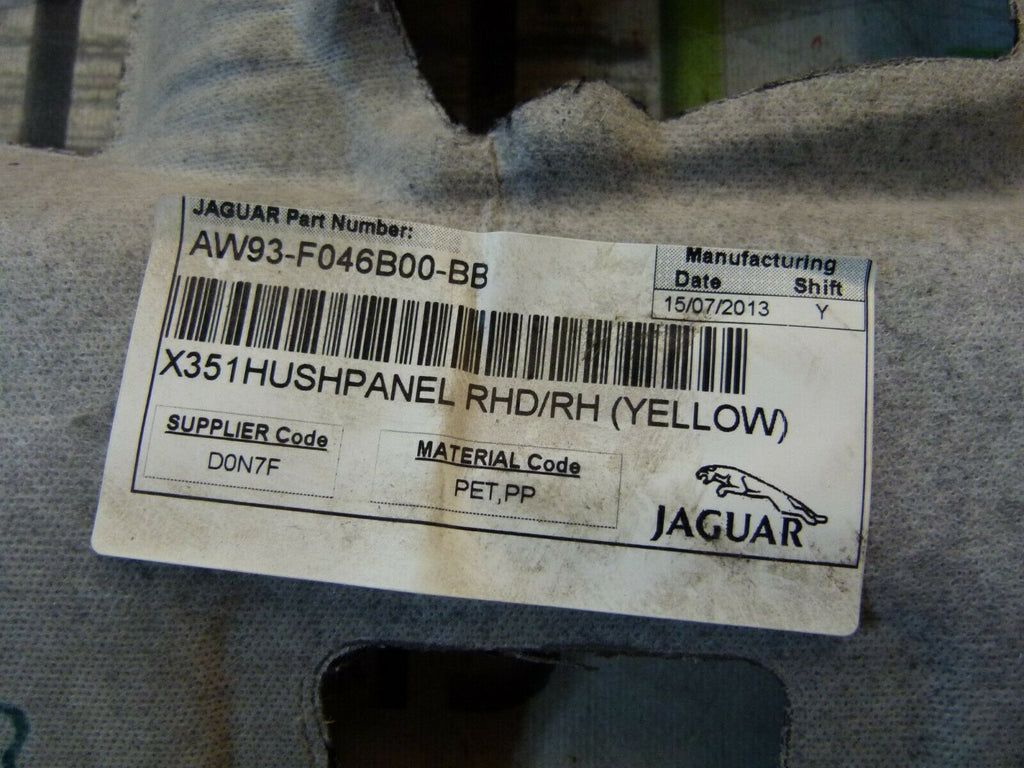 JAGUAR Part Number:
AW93-F046B00-BB
Manufacturing
Date Shift
15/07/2013 Y
X351HUSHPANEL RHD/RH (YELLOW)
SUPPLIER Code
D0N7F
MATERIAL Code
PET,PP
JAGUAR